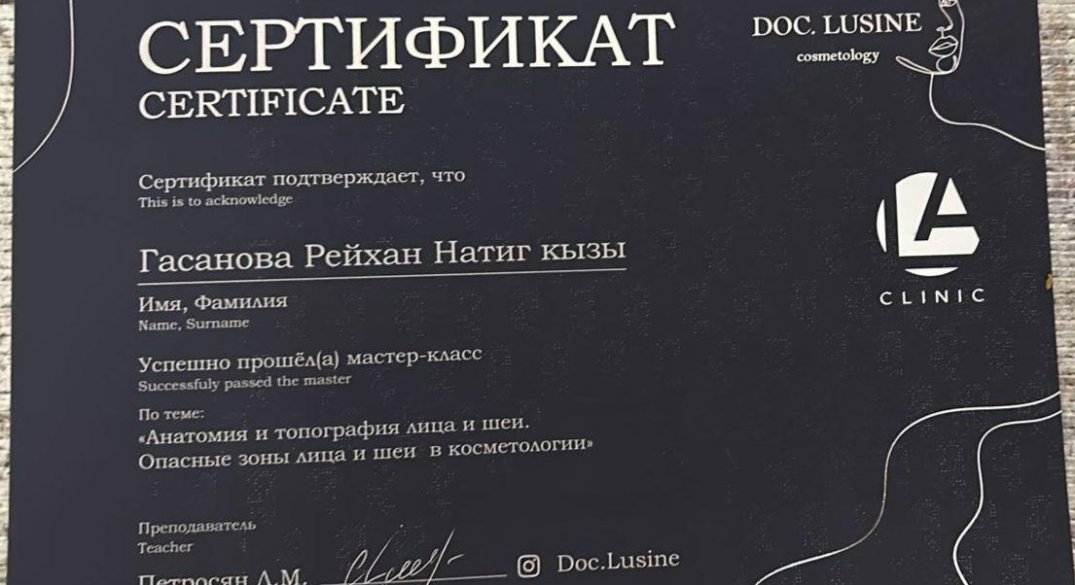 СЕРТИФИКАТ
CERTIFICATE
DOC. LUSINE
cosmetology
Сертификат подтверждает, что
This is to acknowledge
Гасанова Рейхан Натиг кызы
Имя, Фамилия
Name, Surname
LA
CLINIC
Успешно прошёл(а) мастер-класс
Successfuly passed the master
По теме:
«Анатомия и топография лица и шеи.
Опасные зоны лица и шеи в косметологии»
Преподаватель
Teacher
Петросян Л.М.
Doc.Lusine